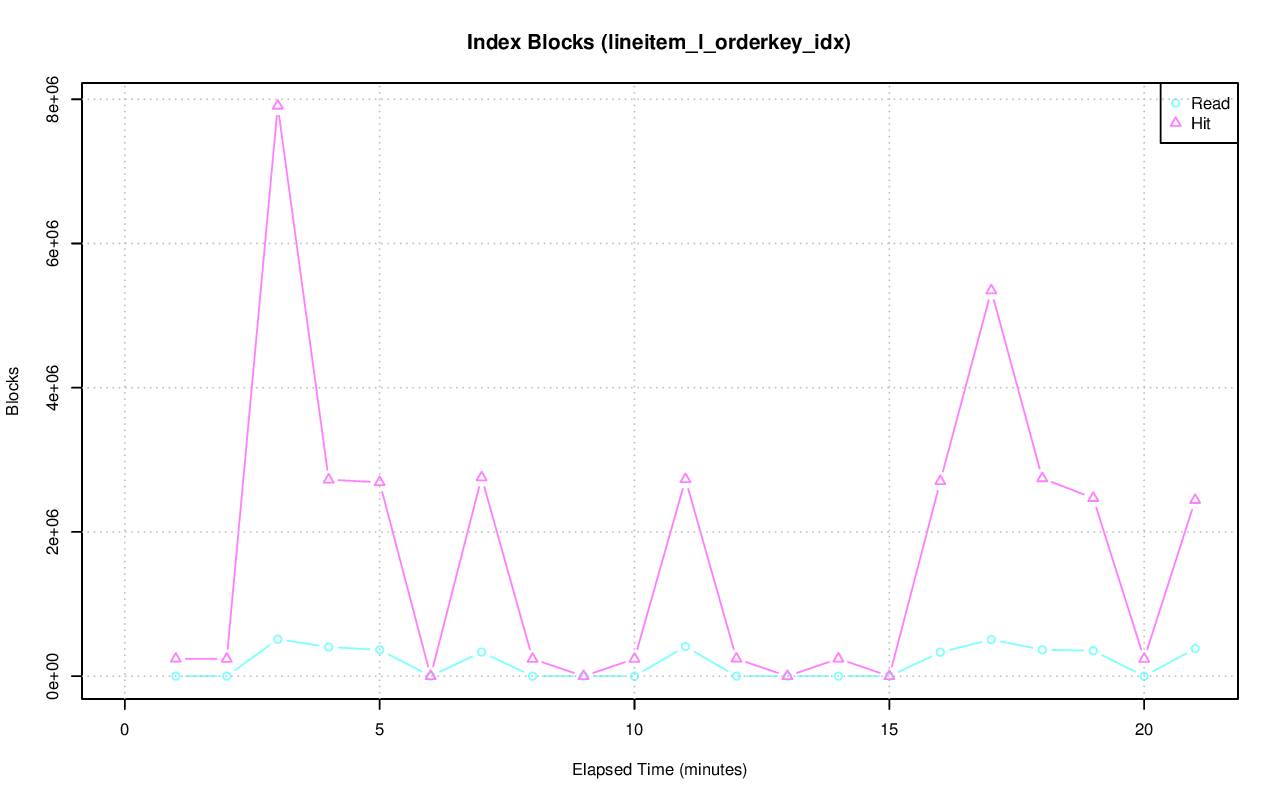 Index Blocks (lineitem_l_orderkey_idx)
8e+06
6e+06
4e+06
2e+06
0e+00
Blocks
Read
Hit
0 5 10 15 20
Elapsed Time (minutes)